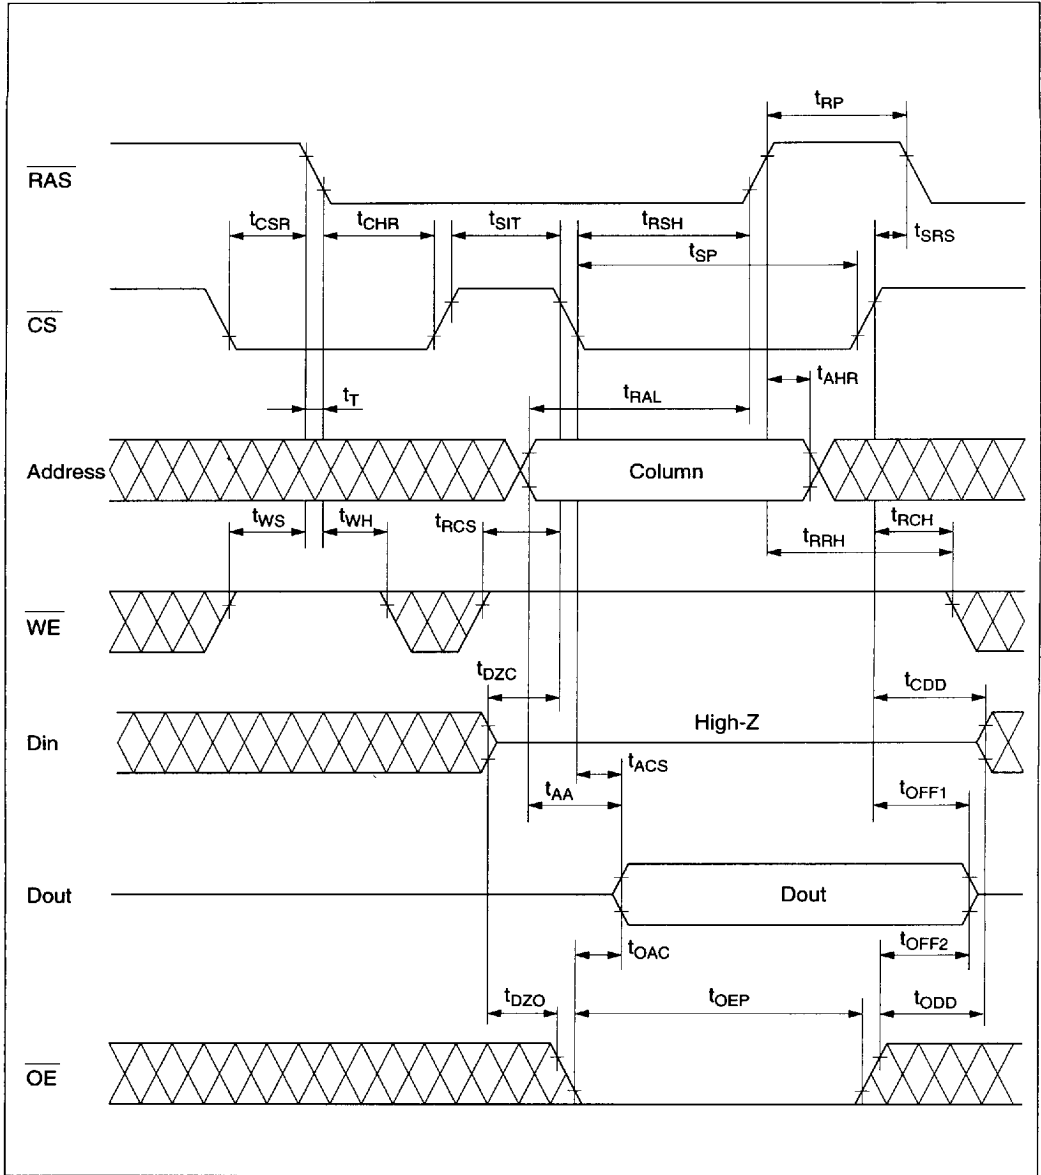 tRP
RAS
tCSR tCHR tSIT tRSH tSRS
tSP
CS
tAHR
tT tRAL
Address Column
tWS tWH tRCS tRCH
tRRH
WE
tDZC tCDD
High-Z
Din
tACS
tAA tOFF1
Dout Dout
tOAC tOFF2
tDZO tOEP tODD
OE